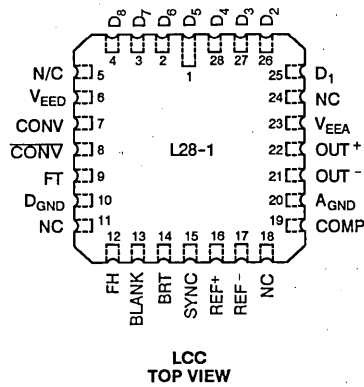 D8 D7 D6 D5 D4 D3 D2
4 3 2 1 28 27 26
N/C 5 25 D1
VEED 6 24 NC
CONV 7 23 VEEA
CONV 8 L28-1 22 OUT+
FT 9 21 OUT-
DGND 10 20 AGND
NC 11 19 COMP
12 13 14 15 16 17 18
FH BLANK BRT SYNC REF+ REF- NC
LCC
TOP VIEW